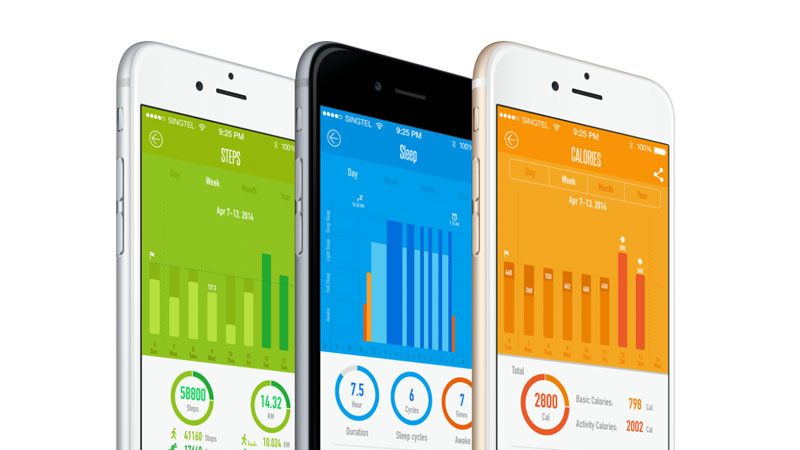 SINGTEL
9:25 PM
STEPS
Day Week Month Year
Apr 7-13, 2014
7213
58800
Steps
14.32
KM
41160 Steps
10.024 KM
SINGTEL
9:25 PM
100%
Sleep
Day Week Month
Deep Sleep
Light Sleep
Fall Sleep
Awake
7.5
Hour
Duration
6
Cycles
Sleep cycles
7
Times
Awake
SINGTEL
9:25 PM
100%
CALORIES
Day Week Month Year
Apr 7-13, 2014
Total
2800
Cal
Basic Calories: 798 Cal
Activity Calories: 2002 Cal